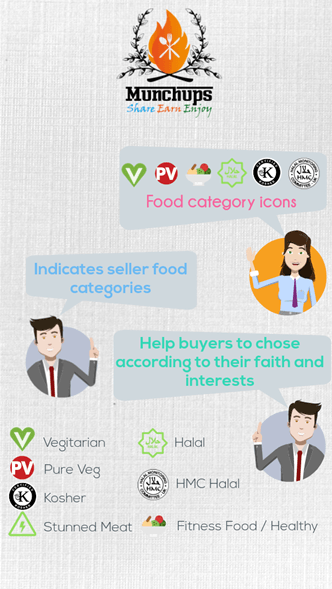 MUNCHUPS
Share Earn Enjoy
V PV K HMC
Food category icons
Indicates seller food
categories
Help buyers to chose
according to their faith and
interests
V Vegitarian
Halal
PV Pure Veg
K Kosher
HMC HMC Halal
Stunned Meat
Fitness Food / Healthy